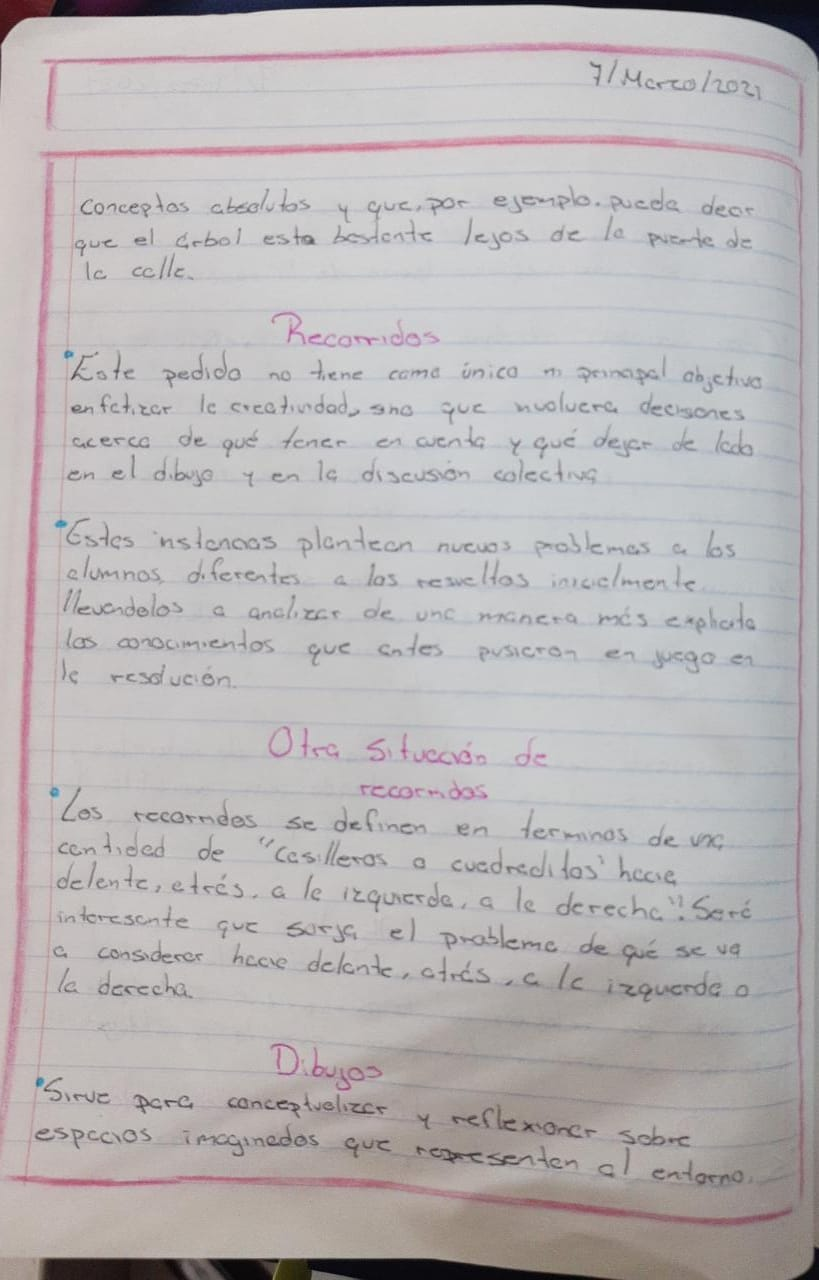 7/Marzo/2021
conceptos absolutos y que, por ejemplo, pueda decir
que el árbol esta bastante lejos de la puerta de
la calle.
Recorridos
•Este pedido no tiene como único ni principal objetivo
enfatizar la creatividad, sino que involucra decisiones
acerca de qué tener en cuenta y qué dejar de lado
en el dibujo y en la discusión colectiva
•Estas instancias plantean nuevos problemas a los
alumnos, diferentes a los resueltos inicialmente
llevandolos a analizar de una manera más explicita
los conocimientos que antes pusieron en juego en
la resolución.
Otra situación de
recorridos
•Los recorridos se definen en terminos de una
cantidad de "casilleros o cuadraditos" hacia
delante, atrás, a la izquierda, a la derecha". Será
interesante que surja el problema de qué se va
a considerar hacia delante, atrás, a la izquierda o
la derecha.
Dibujos
•Sirve para conceptualizar y reflexionar sobre
espacios imaginados que representen al entorno.